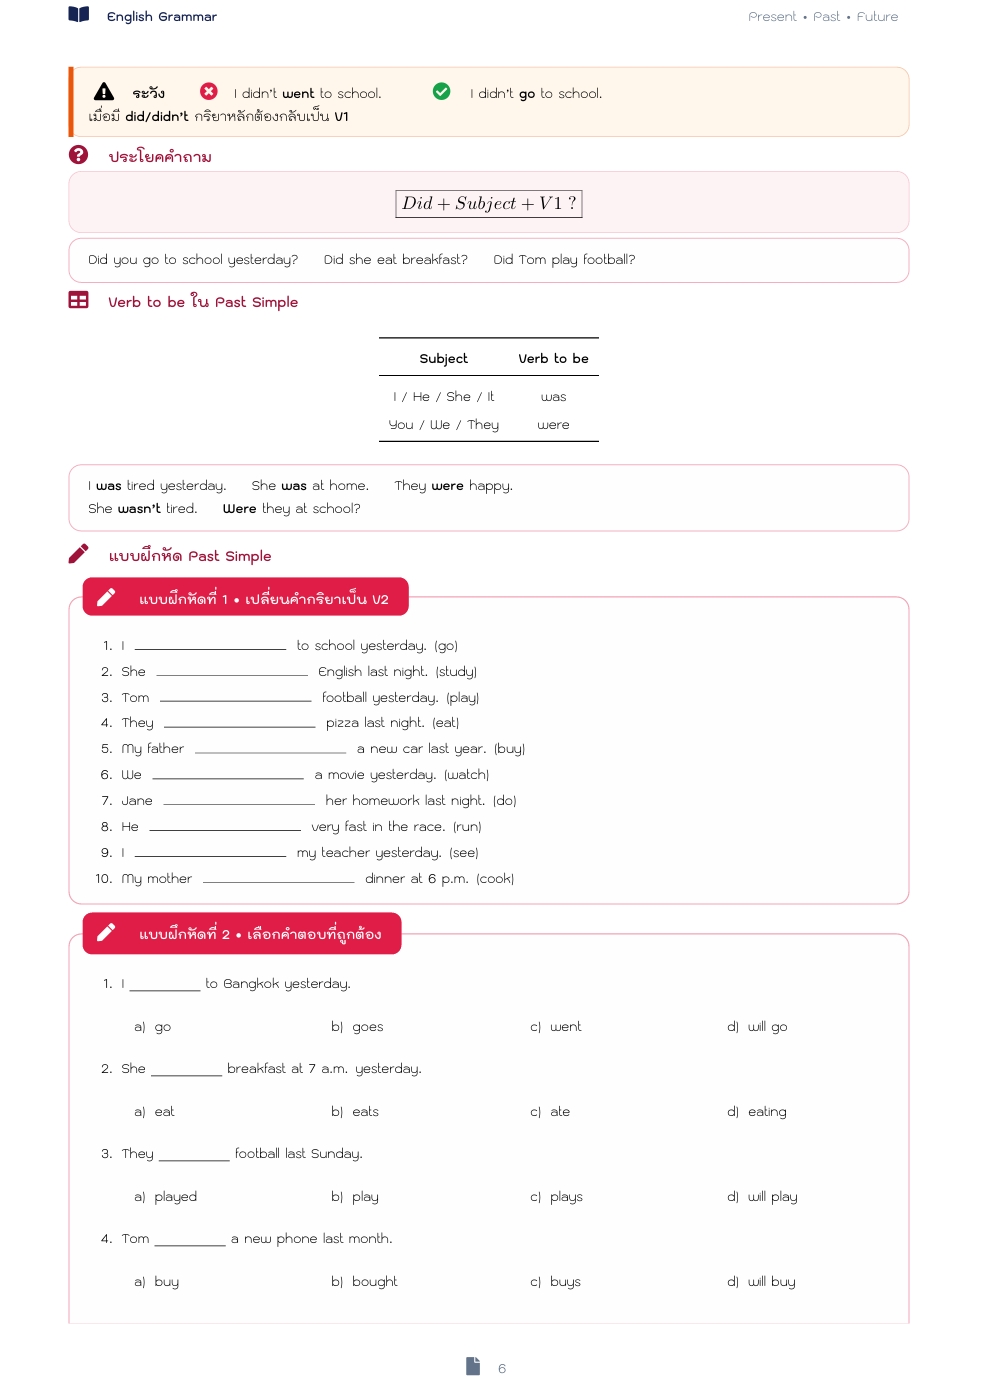 English Grammar Present • Past • Future
ระวัง I didn't went to school. I didn't go to school.
เมื่อมี did/didn't กริยาหลักต้องกลับเป็น V1
ประโยคคำถาม
Did + Subject + V1 ?
Did you go to school yesterday? Did she eat breakfast? Did Tom play football?
Verb to be ใน Past Simple
Subject Verb to be
I / He / She / It was
You / We / They were
I was tired yesterday. She was at home. They were happy.
She wasn't tired. Were they at school?
แบบฝึกหัด Past Simple
แบบฝึกหัดที่ 1 • เปลี่ยนคำกริยาเป็น V2
1. I ____________ to school yesterday. (go)
2. She ____________ English last night. (study)
3. Tom ____________ football yesterday. (play)
4. They ____________ pizza last night. (eat)
5. My father ____________ a new car last year. (buy)
6. We ____________ a movie yesterday. (watch)
7. Jane ____________ her homework last night. (do)
8. He ____________ very fast in the race. (run)
9. I ____________ my teacher yesterday. (see)
10. My mother ____________ dinner at 6 p.m. (cook)
แบบฝึกหัดที่ 2 • เลือกคำตอบที่ถูกต้อง
1. I ________ to Bangkok yesterday.
a) go b) goes c) went d) will go
2. She ________ breakfast at 7 a.m. yesterday.
a) eat b) eats c) ate d) eating
3. They ________ football last Sunday.
a) played b) play c) plays d) will play
4. Tom ________ a new phone last month.
a) buy b) bought c) buys d) will buy
6